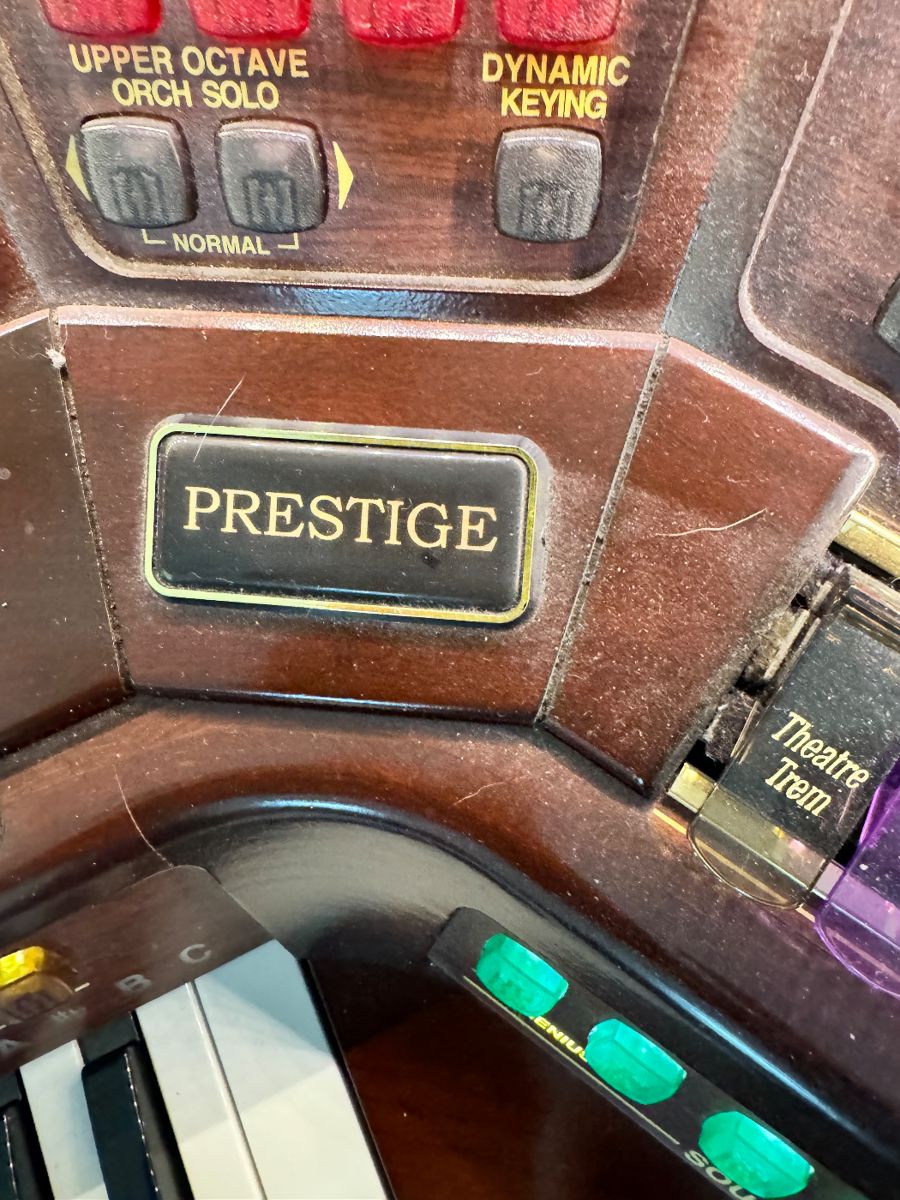 UPPER OCTAVE
ORCH SOLO
DYNAMIC
KEYING
NORMAL
PRESTIGE
Theatre
Trem
B C
A